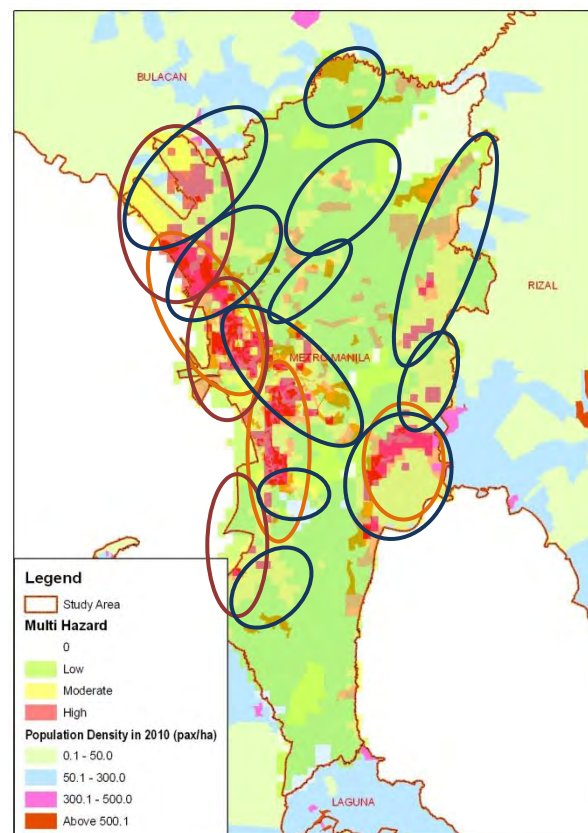 BULACAN
RIZAL
METRO MANILA
Legend
Study Area
Multi Hazard
0
Low
Moderate
High
Population Density in 2010 (pax/ha)
0.1 - 50.0
50.1 - 300.0
300.1 - 500.0
Above 500.1
LAGUNA